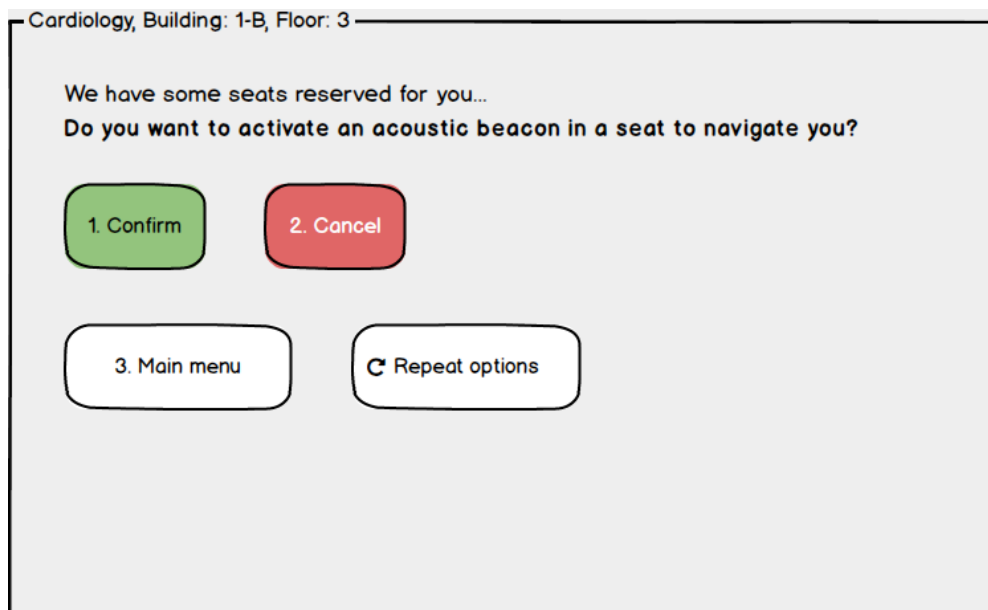 Cardiology, Building: 1-B, Floor: 3
We have some seats reserved for you...
Do you want to activate an acoustic beacon in a seat to navigate you?
1. Confirm
2. Cancel
3. Main menu
Repeat options